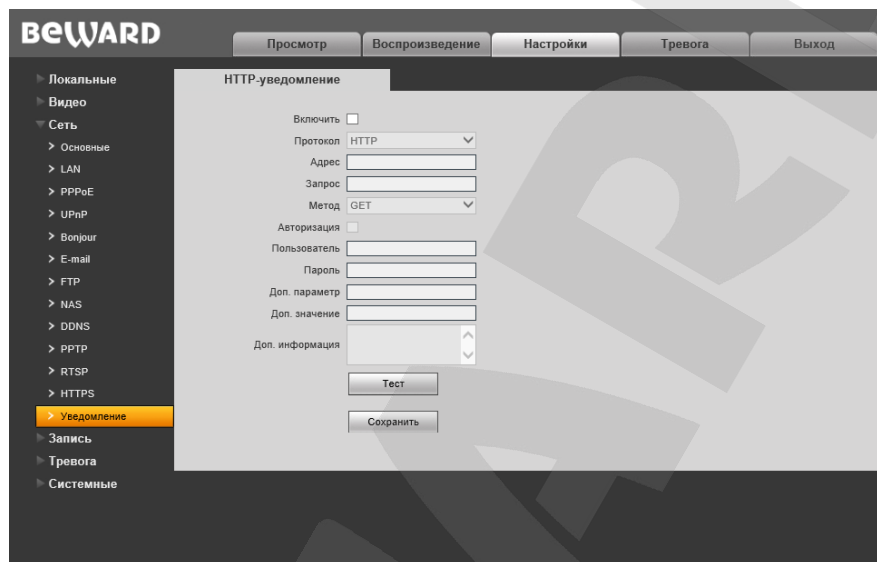 BEWARD
Просмотр Воспроизведение Настройки Тревога Выход
Локальные
Видео
Сеть
Основные
LAN
PPPoE
UPnP
Bonjour
E-mail
FTP
NAS
DDNS
PPTP
RTSP
HTTPS
Уведомление
Запись
Тревога
Системные
HTTP-уведомление
Включить
Протокол HTTP
Адрес
Запрос
Метод GET
Авторизация
Пользователь
Пароль
Доп. параметр
Доп. значение
Доп. информация
Тест
Сохранить